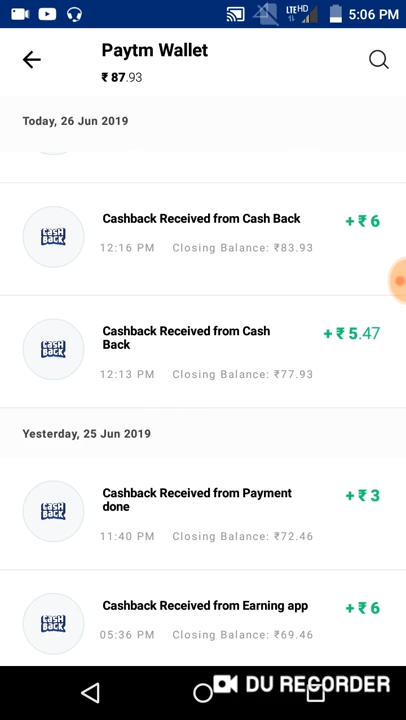 LTE HD 5:06 PM
Paytm Wallet
₹ 87.93
Today, 26 Jun 2019
CASH BACK
Cashback Received from Cash Back
+ ₹ 6
12:16 PM Closing Balance: ₹83.93
CASH BACK
Cashback Received from Cash
Back
+ ₹ 5.47
12:13 PM Closing Balance: ₹77.93
Yesterday, 25 Jun 2019
CASH BACK
Cashback Received from Payment
done
+ ₹ 3
11:40 PM Closing Balance: ₹72.46
CASH BACK
Cashback Received from Earning app
+ ₹ 6
05:36 PM Closing Balance: ₹69.46
DU RECORDER